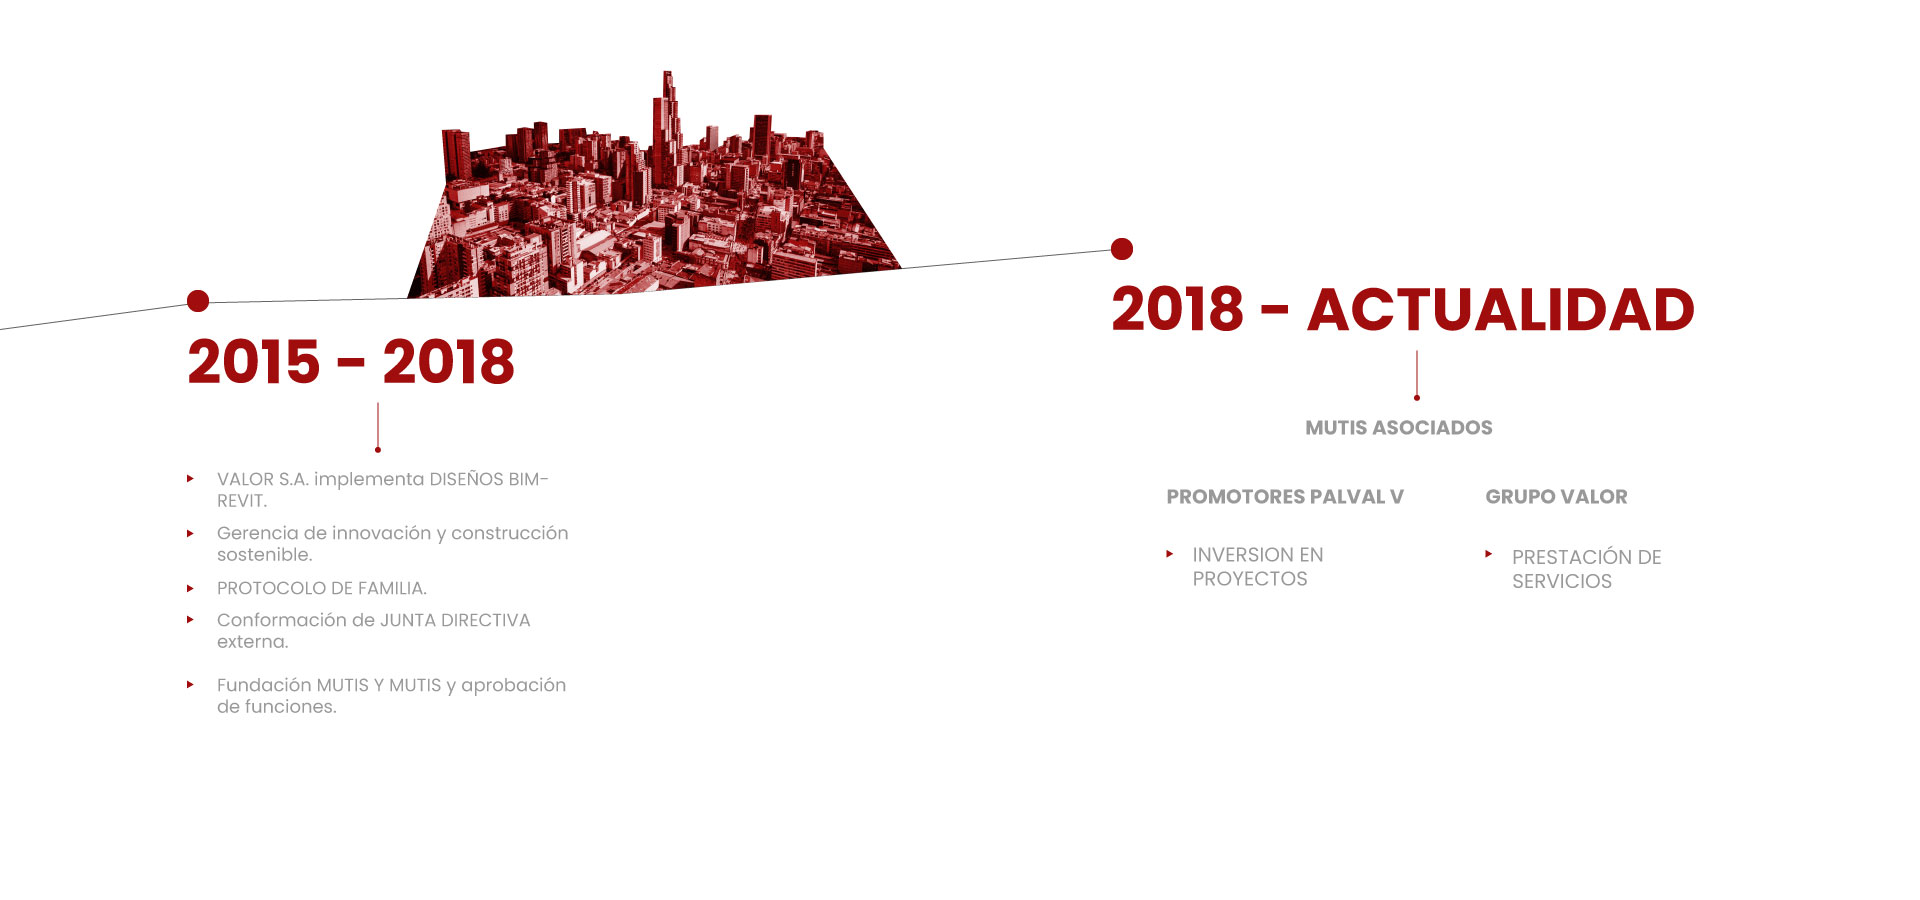 2015 - 2018
VALOR S.A. implementa DISEÑOS BIM-
REVIT.
Gerencia de innovación y construcción
sostenible.
PROTOCOLO DE FAMILIA.
Conformación de JUNTA DIRECTIVA
externa.
Fundación MUTIS Y MUTIS y aprobación
de funciones.
2018 - ACTUALIDAD
MUTIS ASOCIADOS
PROMOTORES PALVAL V
INVERSION EN
PROYECTOS
GRUPO VALOR
PRESTACIÓN DE
SERVICIOS